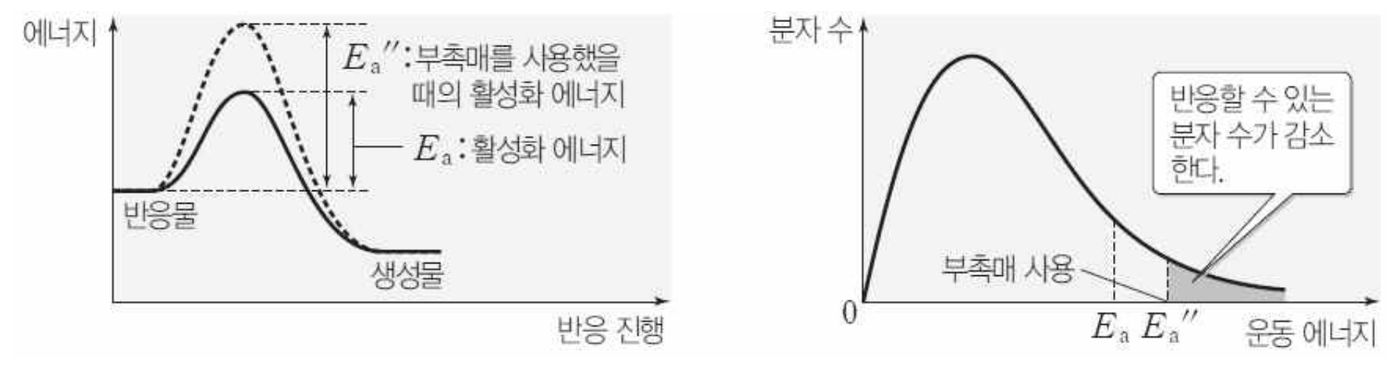 에너지
E_a″: 부촉매를 사용했을
때의 활성화 에너지
E_a: 활성화 에너지
반응물
생성물
반응 진행
분자 수
반응할 수 있는
분자 수가 감소
한다.
부촉매 사용
0
E_a E_a″
운동 에너지